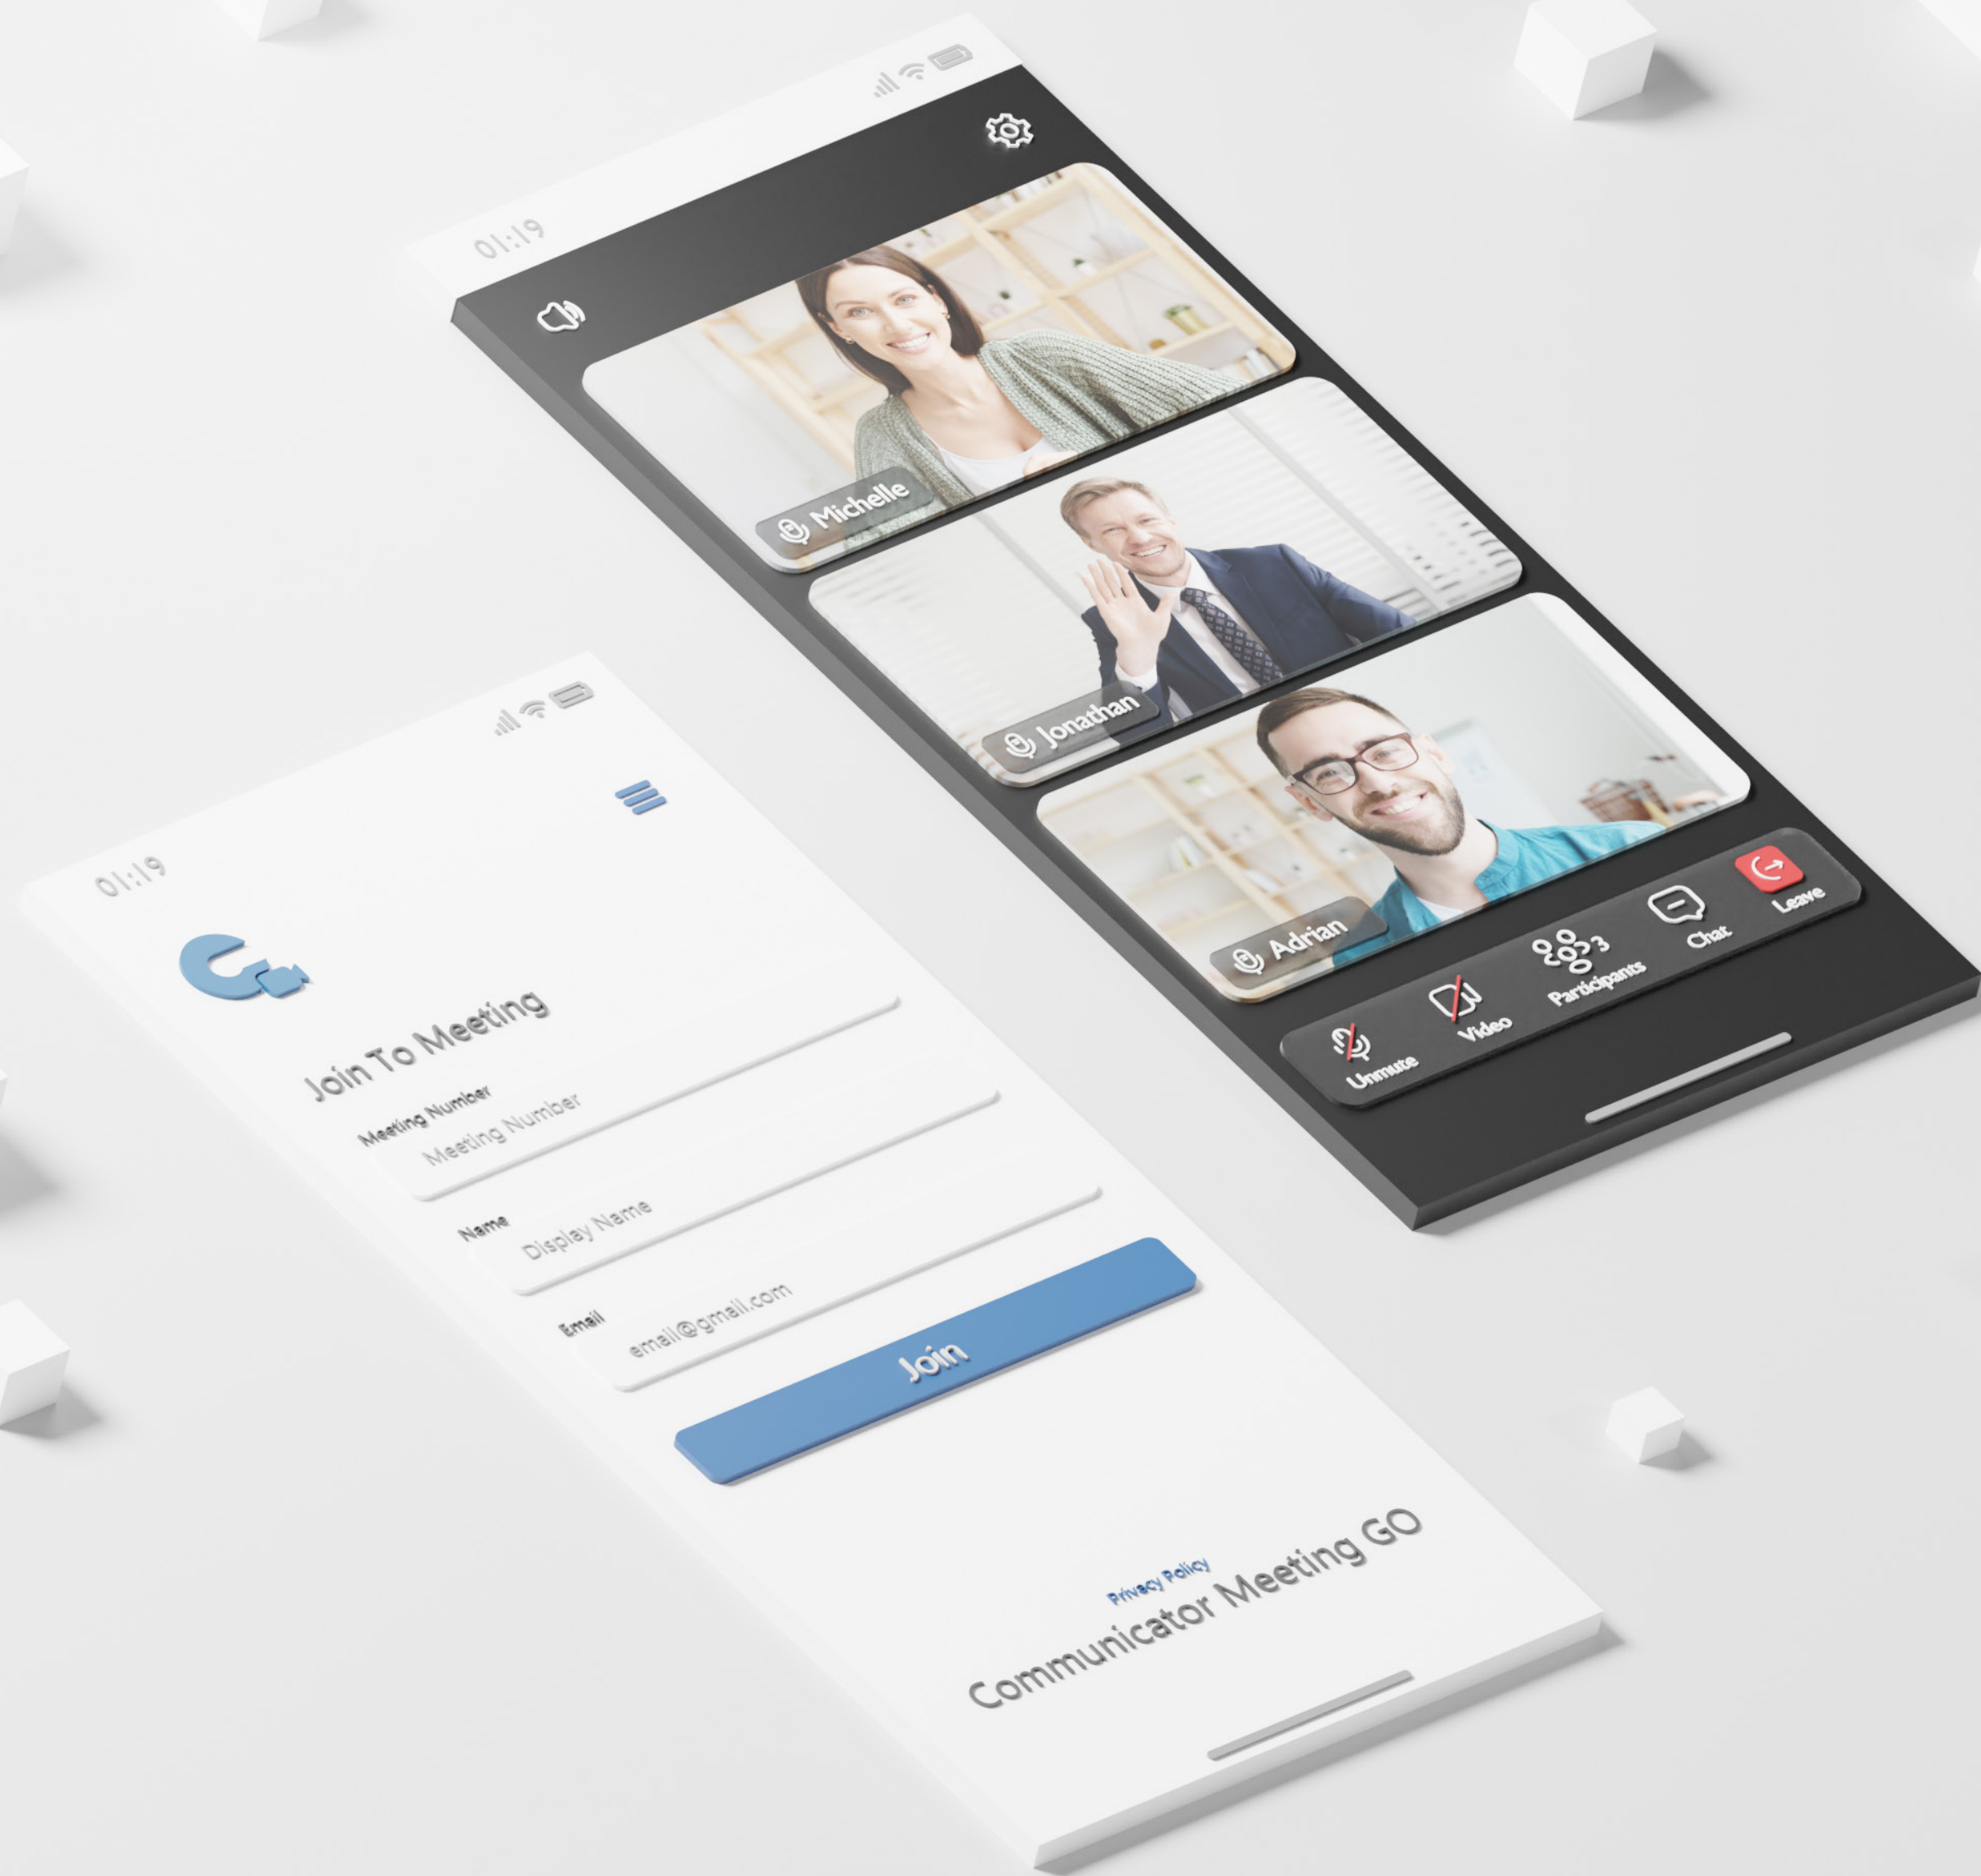 01:19
Michelle
Jonathan
Adrian
Unmute
Video
Participants
3
Chat
Leave
01:19
Join To Meeting
Meeting Number
Meeting Number
Name
Display Name
Email
email@gmail.com
Join
Privacy Policy
Communicator Meeting GO